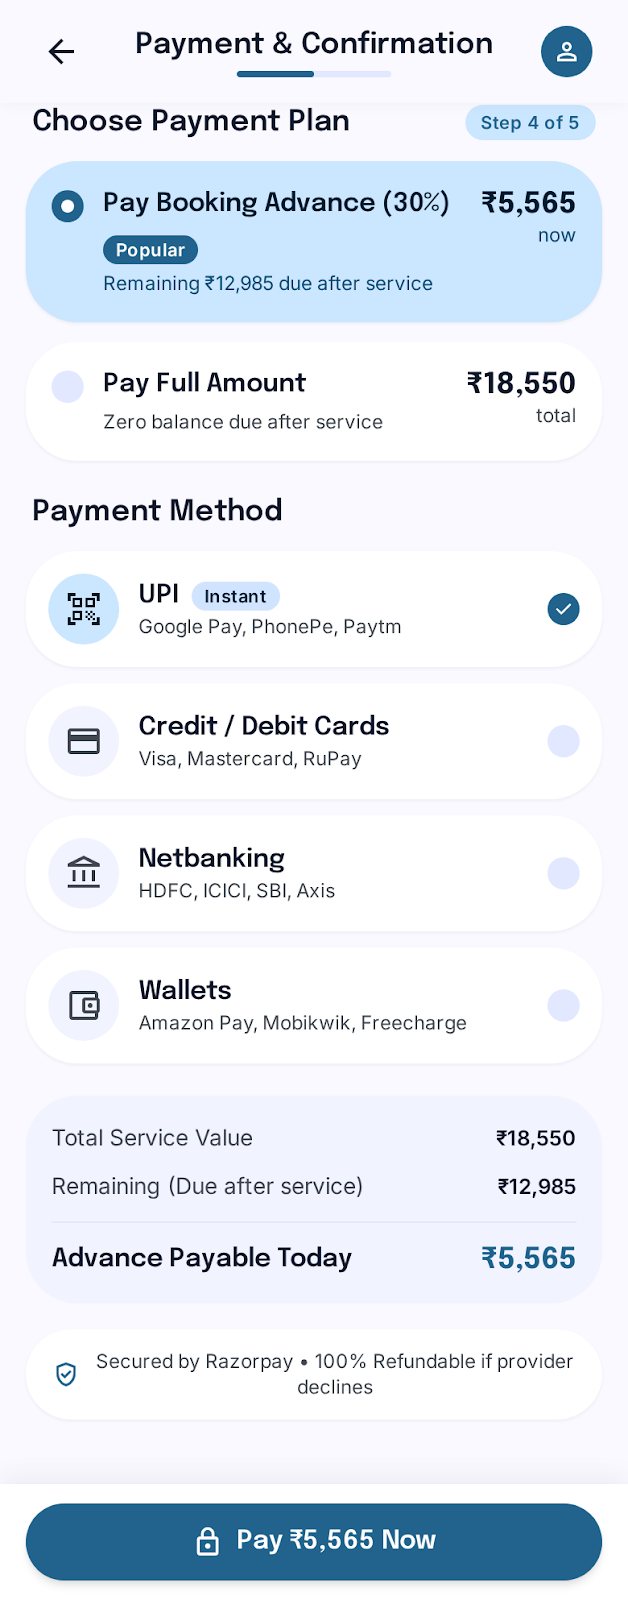 Payment & Confirmation
Choose Payment Plan
Step 4 of 5
Pay Booking Advance (30%)
₹5,565
now
Popular
Remaining ₹12,985 due after service
Pay Full Amount
₹18,550
total
Zero balance due after service
Payment Method
UPI
Instant
Google Pay, PhonePe, Paytm
Credit / Debit Cards
Visa, Mastercard, RuPay
Netbanking
HDFC, ICICI, SBI, Axis
Wallets
Amazon Pay, Mobikwik, Freecharge
Total Service Value
₹18,550
Remaining (Due after service)
₹12,985
Advance Payable Today
₹5,565
Secured by Razorpay • 100% Refundable if provider
declines
Pay ₹5,565 Now